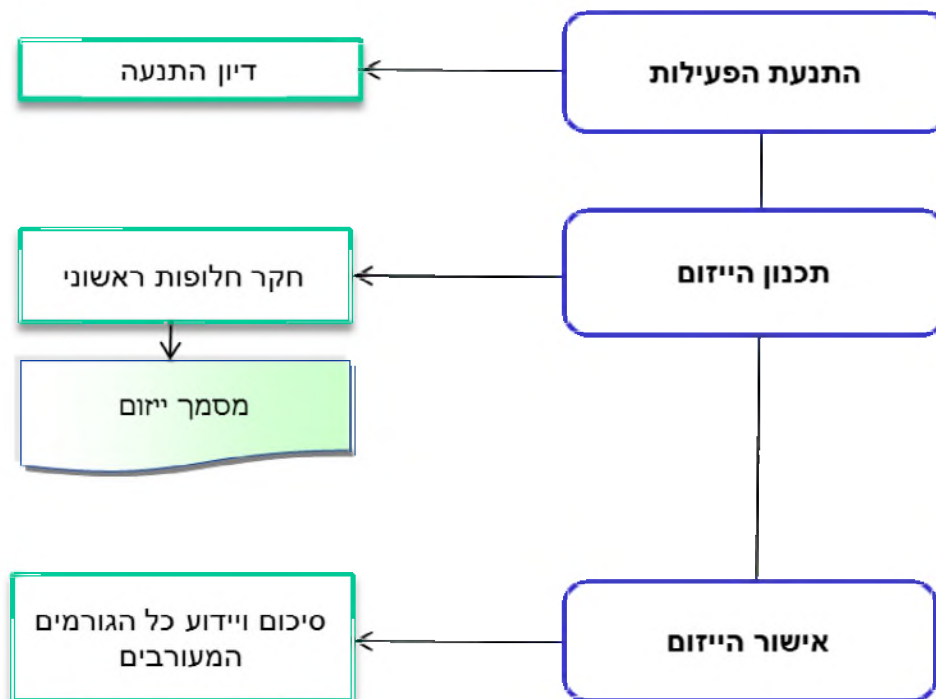 התנעת הפעילות
דיון התנעה
תכנון הייזום
חקר חלופות ראשוני
מסמך ייזום
אישור הייזום
סיכום ויידוע כל הגורמים
המעורבים